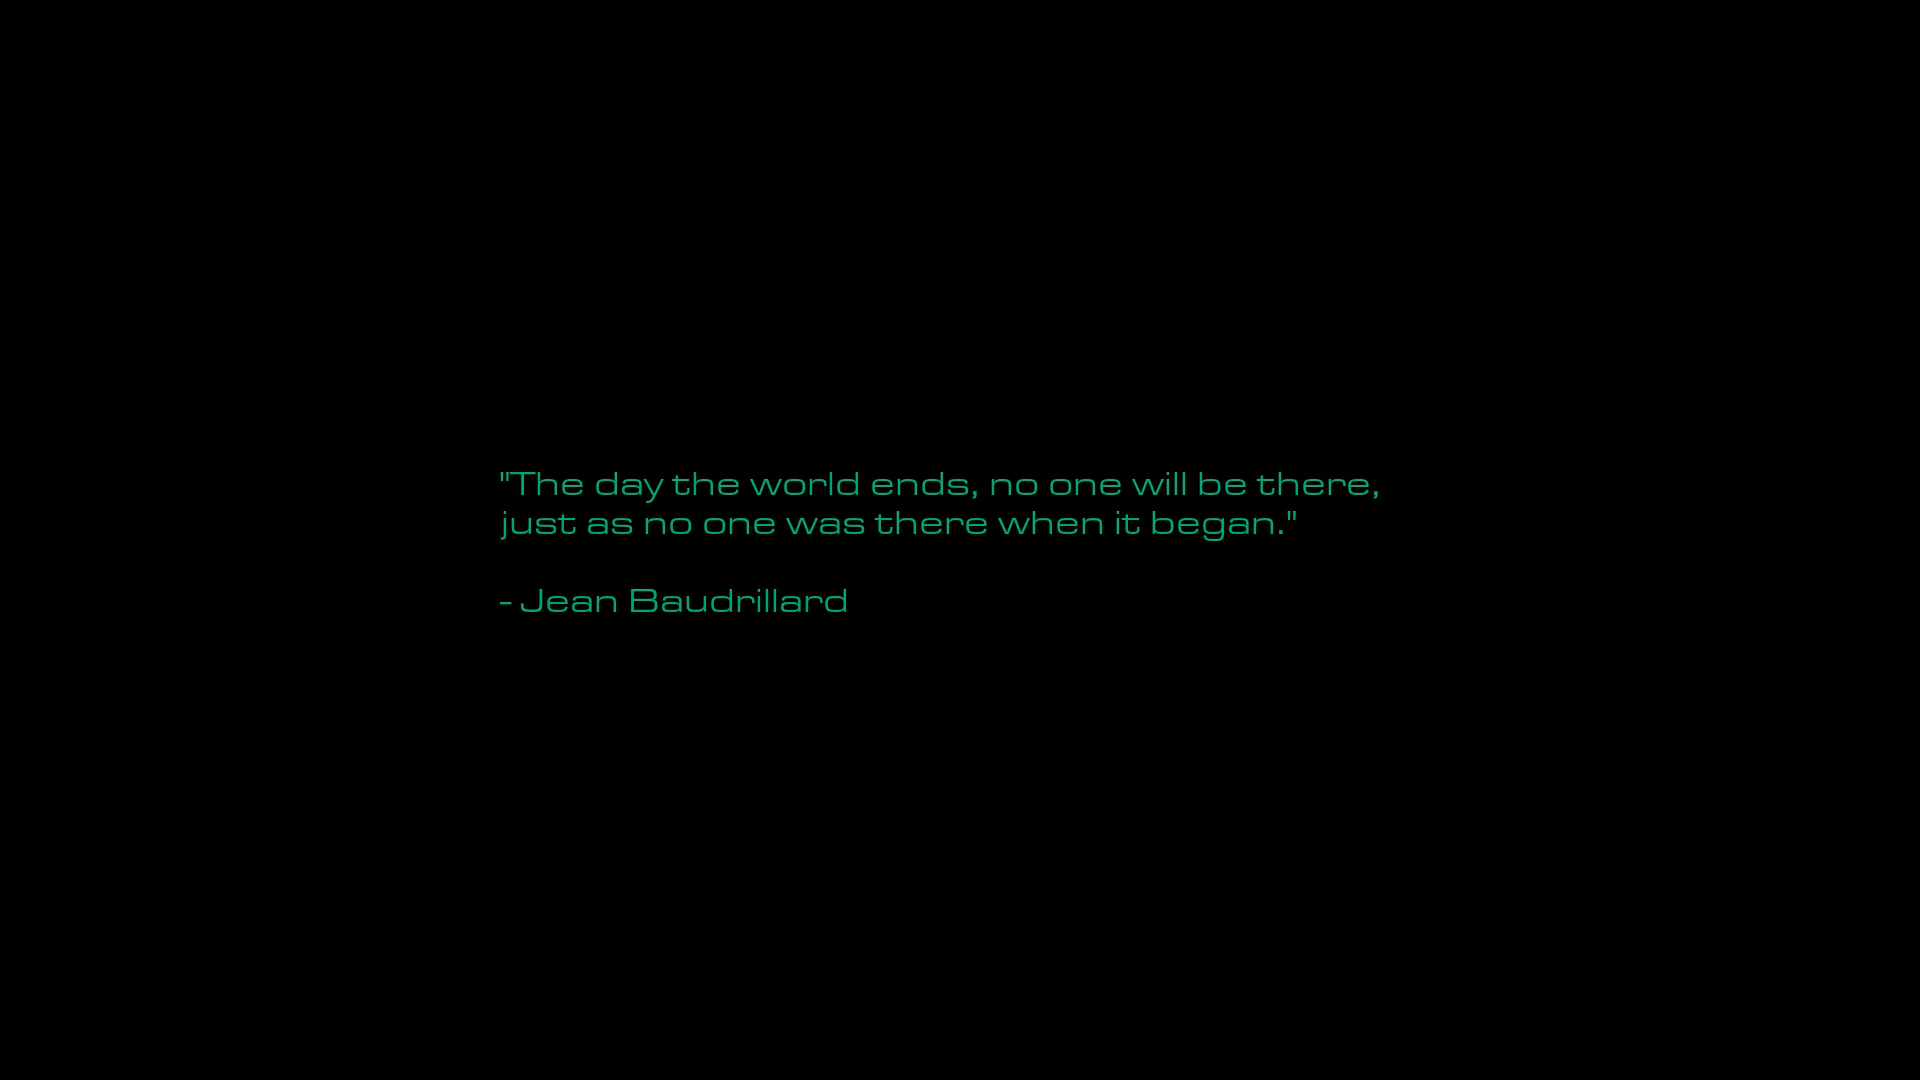 "The day the world ends, no one will be there,
just as no one was there when it began."
- Jean Baudrillard